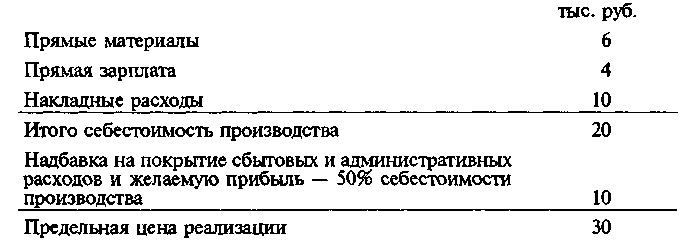 тыс. руб.
Прямые материалы 6
Прямая зарплата 4
Накладные расходы 10
Итого себестоимость производства 20
Надбавка на покрытие сбытовых и административных
расходов и желаемую прибыль — 50% себестоимости
производства 10
Предельная цена реализации 30